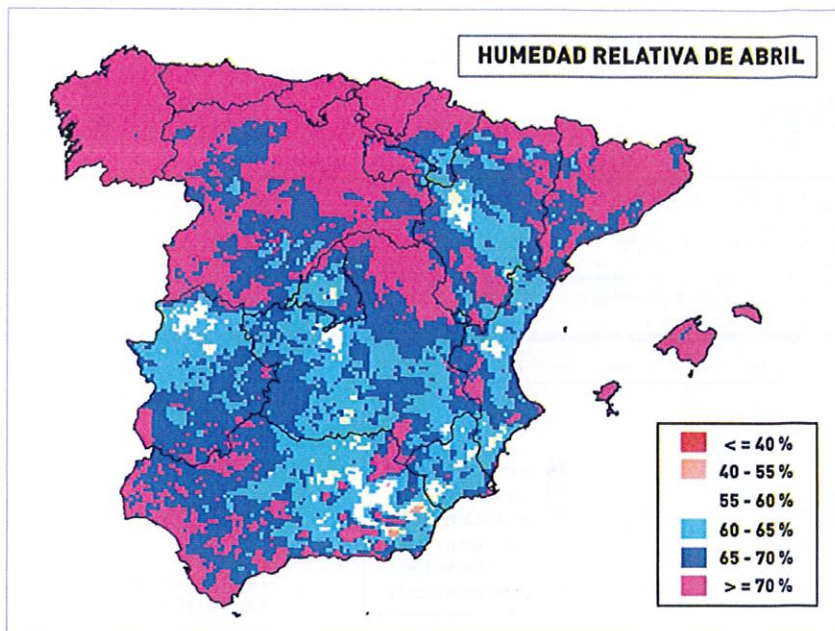 HUMEDAD RELATIVA DE ABRIL
< = 40 %
40 - 55 %
55 - 60 %
60 - 65 %
65 - 70 %
> = 70 %